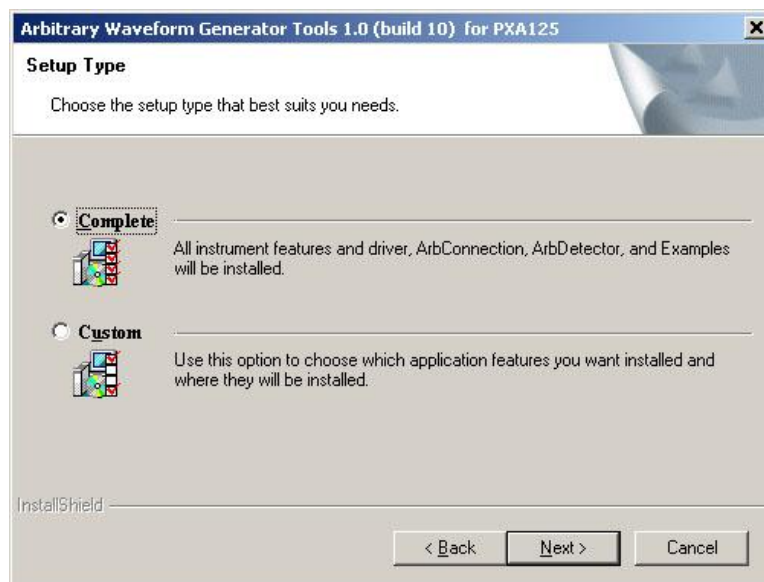 Arbitrary Waveform Generator Tools 1.0 (build 10) for PXA125
Setup Type
Choose the setup type that best suits you needs.
Complete
All instrument features and driver, ArbConnection, ArbDetector, and Examples
will be installed.
Custom
Use this option to choose which application features you want installed and
where they will be installed.
InstallShield
< Back
Next >
Cancel